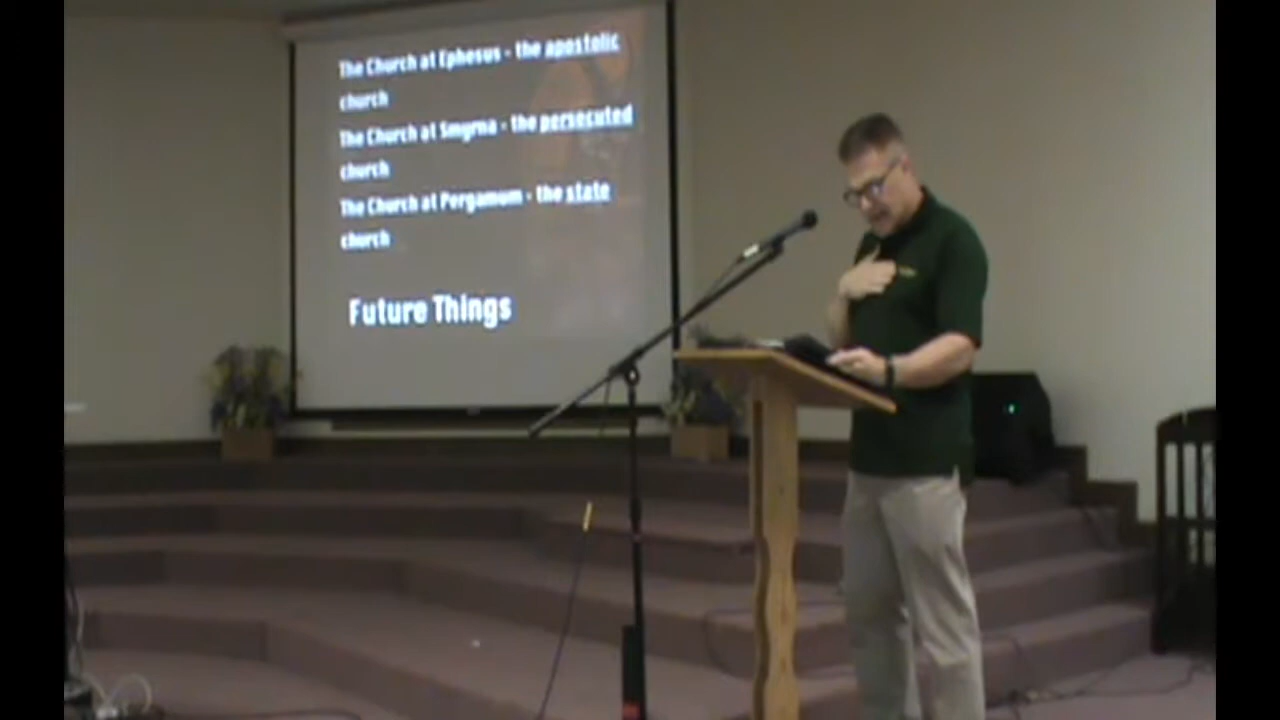 The Church at Ephesus - the apostolic
church
The Church at Smyrna - the persecuted
church
The Church at Pergamum - the state
church
Future Things